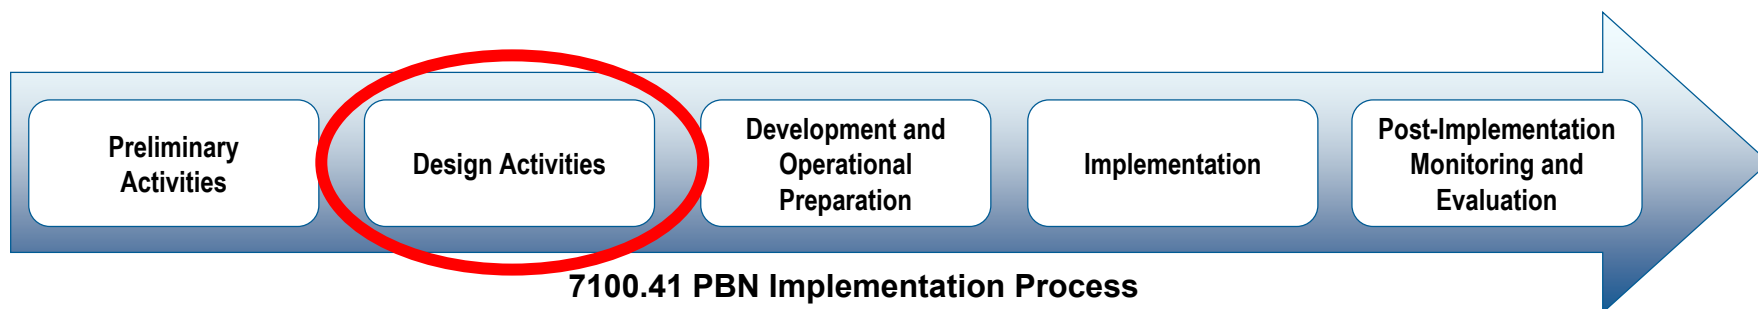 Preliminary
Activities
Design Activities
Development and
Operational
Preparation
Implementation
Post-Implementation
Monitoring and
Evaluation
7100.41 PBN Implementation Process